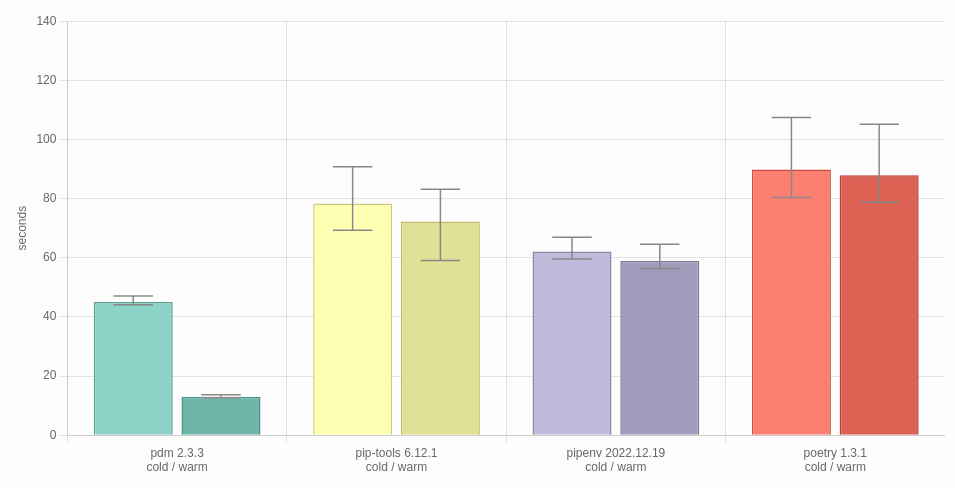 140
120
100
80
60
40
20
0
seconds
pdm 2.3.3
cold / warm
pip-tools 6.12.1
cold / warm
pipenv 2022.12.19
cold / warm
poetry 1.3.1
cold / warm